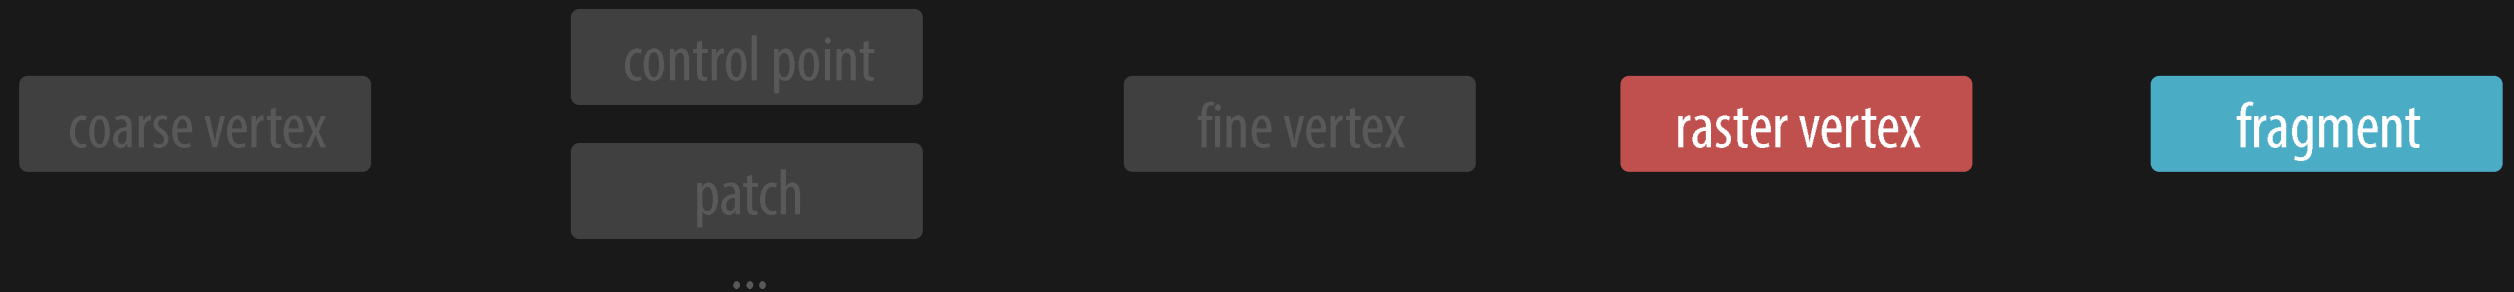 coarse vertex
control point
patch
...
fine vertex
raster vertex
fragment